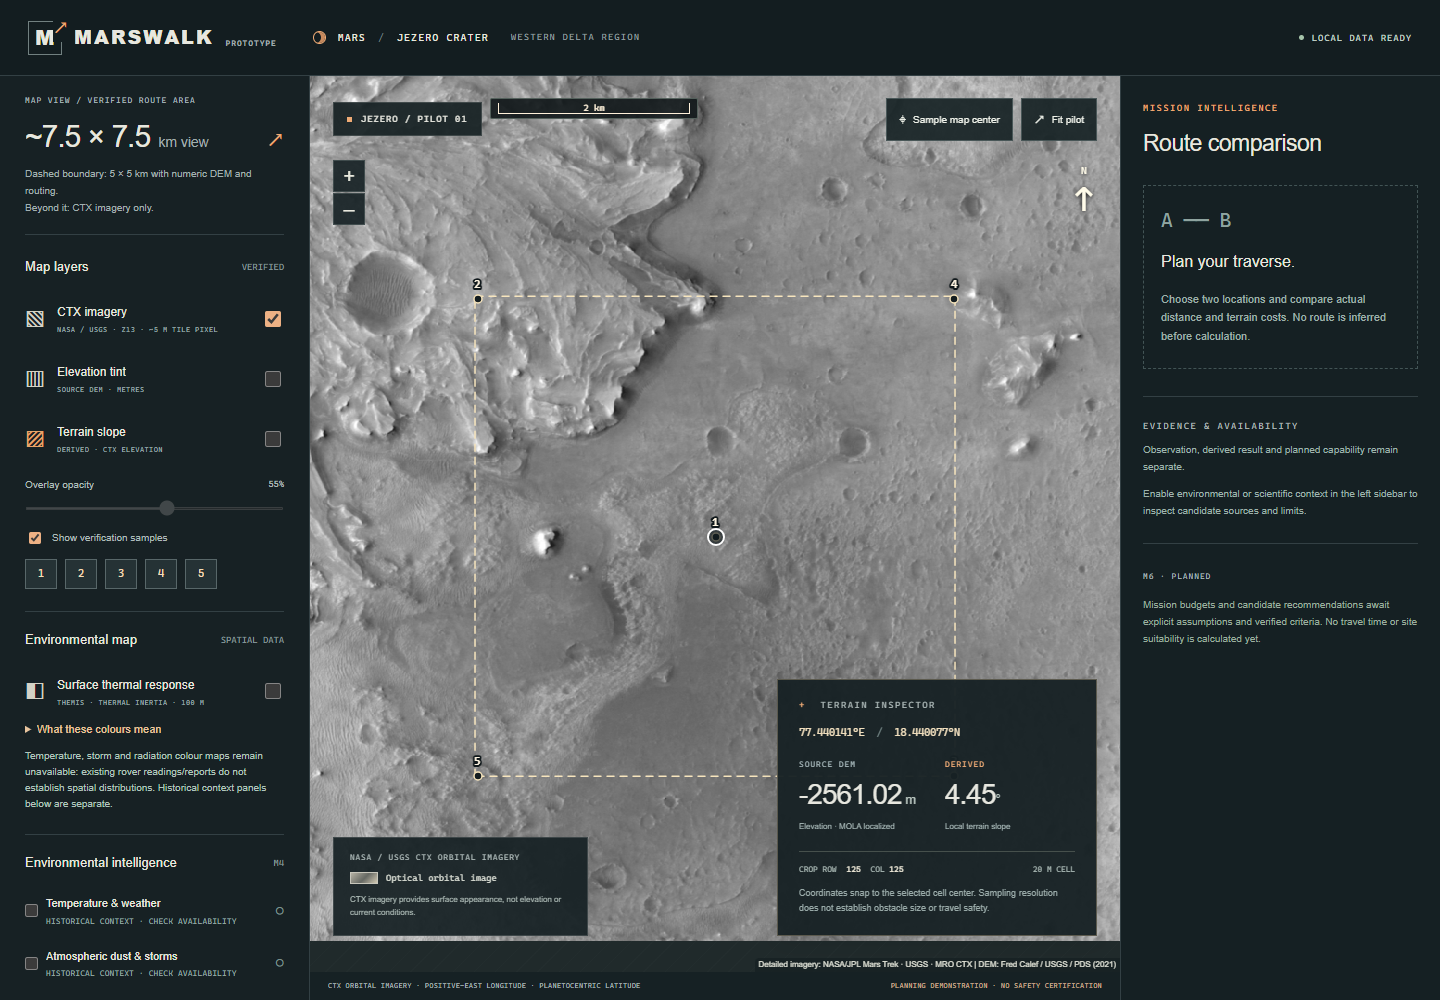 M MARSWALK PROTOTYPE
MARS / JEZERO CRATER WESTERN DELTA REGION
LOCAL DATA READY
MAP VIEW / VERIFIED ROUTE AREA
~7.5 × 7.5 km view
Dashed boundary: 5 × 5 km with numeric DEM and
routing.
Beyond it: CTX imagery only.
Map layers VERIFIED
CTX imagery
NASA / USGS · Z13 · ~5 M TILE PIXEL
Elevation tint
SOURCE DEM · METRES
Terrain slope
DERIVED · CTX ELEVATION
Overlay opacity 55%
Show verification samples
1 2 3 4 5
Environmental map SPATIAL DATA
Surface thermal response
THEMIS · THERMAL INERTIA · 100 M
What these colours mean
Temperature, storm and radiation colour maps remain
unavailable: existing rover readings/reports do not
establish spatial distributions. Historical context panels
below are separate.
Environmental intelligence M4
Temperature & weather
HISTORICAL CONTEXT · CHECK AVAILABILITY
Atmospheric dust & storms
HISTORICAL CONTEXT · CHECK AVAILABILITY
JEZERO / PILOT 01
2 km
Sample map center
Fit pilot
+
−
N
2
4
1
5
NASA / USGS CTX ORBITAL IMAGERY
Optical orbital image
CTX imagery provides surface appearance, not elevation or
current conditions.
+ TERRAIN INSPECTOR
77.440141°E / 18.440077°N
SOURCE DEM DERIVED
-2561.02 m 4.45°
Elevation · MOLA localized Local terrain slope
CROP ROW 125 COL 125 20 M CELL
Coordinates snap to the selected cell center. Sampling resolution
does not establish obstacle size or travel safety.
Detailed imagery: NASA/JPL Mars Trek · USGS · MRO CTX | DEM: Fred Calef / USGS / PDS (2021)
CTX ORBITAL IMAGERY · POSITIVE-EAST LONGITUDE · PLANETOCENTRIC LATITUDE
PLANNING DEMONSTRATION · NO SAFETY CERTIFICATION
MISSION INTELLIGENCE
Route comparison
A — B
Plan your traverse.
Choose two locations and compare actual
distance and terrain costs. No route is inferred
before calculation.
EVIDENCE & AVAILABILITY
Observation, derived result and planned capability remain
separate.
Enable environmental or scientific context in the left sidebar to
inspect candidate sources and limits.
M6 · PLANNED
Mission budgets and candidate recommendations await
explicit assumptions and verified criteria. No travel time or site
suitability is calculated yet.